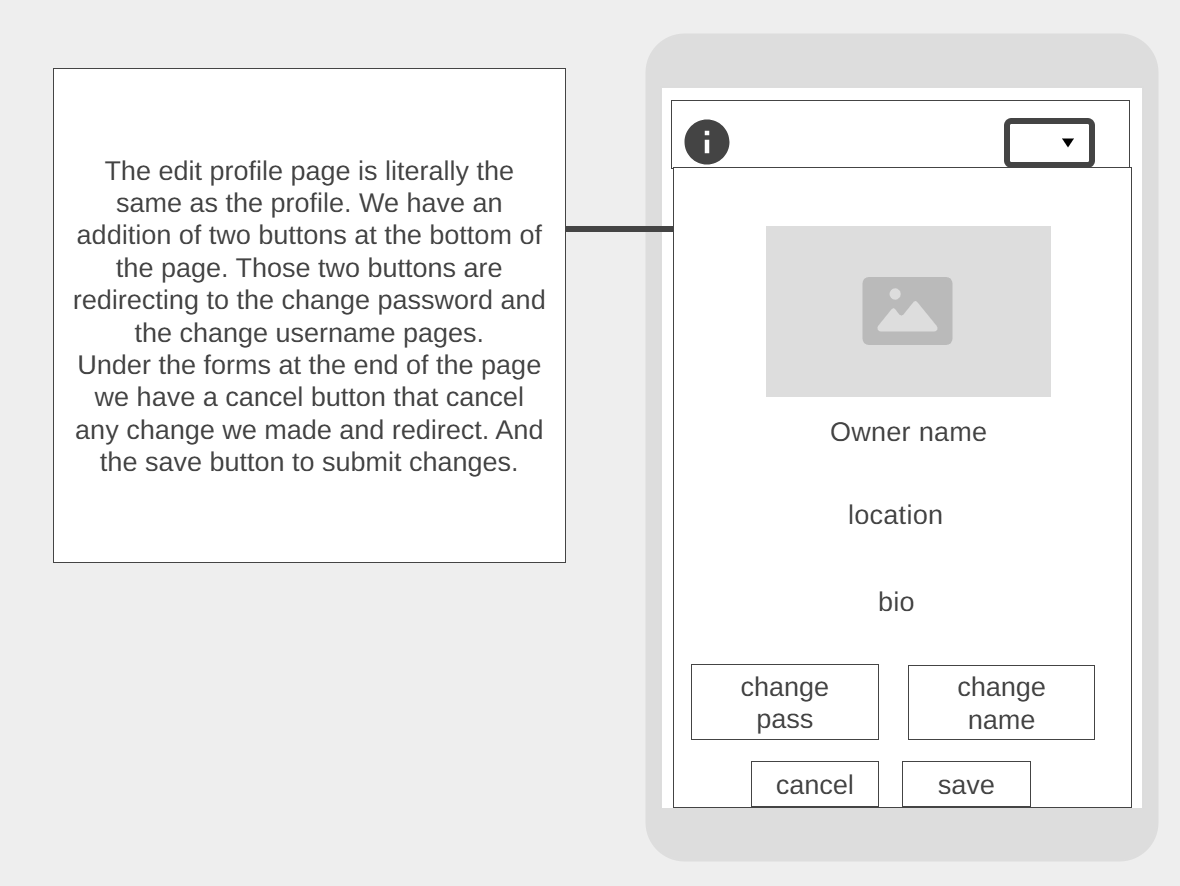 The edit profile page is literally the
same as the profile. We have an
addition of two buttons at the bottom of
the page. Those two buttons are
redirecting to the change password and
the change username pages.
Under the forms at the end of the page
we have a cancel button that cancel
any change we made and redirect. And
the save button to submit changes.
Owner name
location
bio
change
pass
change
name
cancel
save